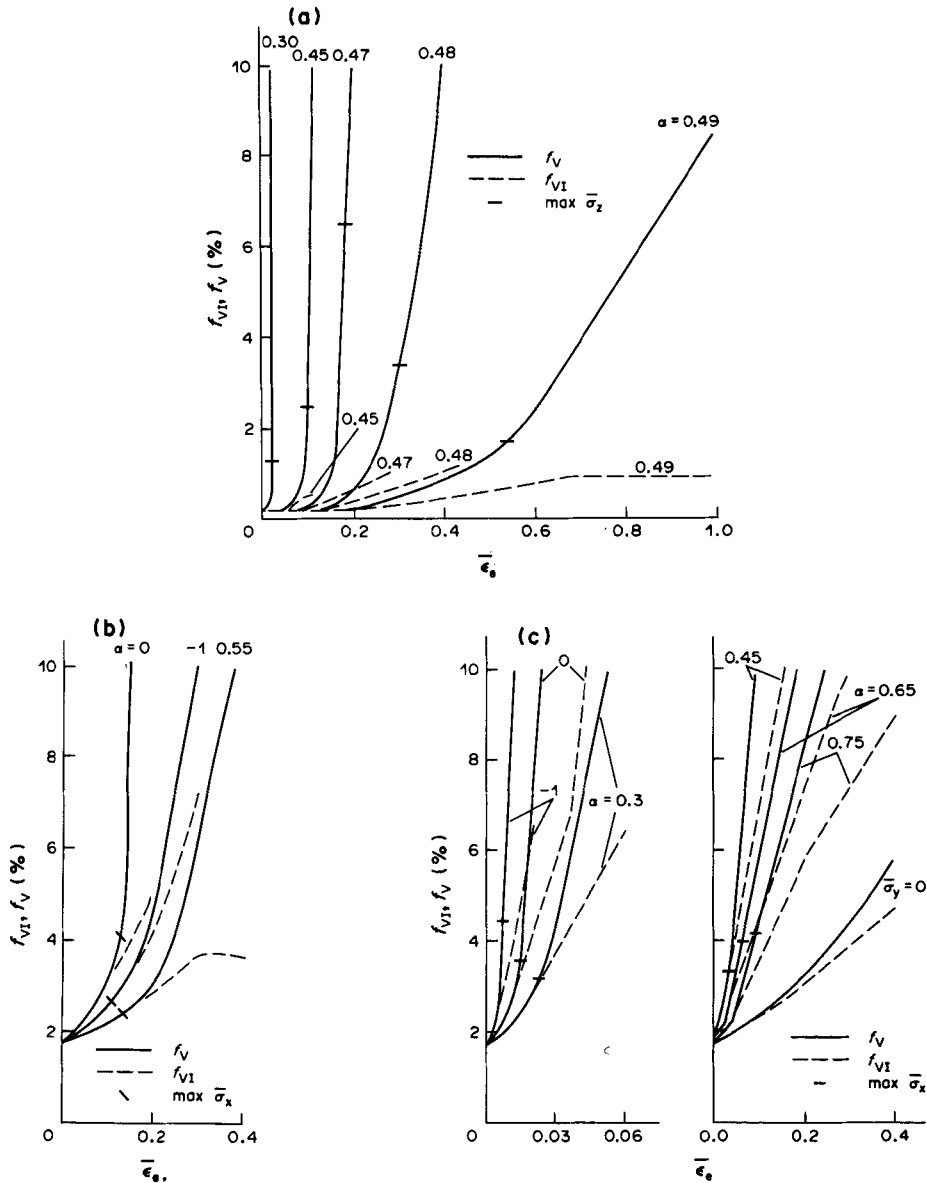 (a)
0.30
0.45 0.47 0.48
10
8
6
4
2
0
f_VI, f_V (%)
α = 0.49
f_V
f_VI
max σ̅_z
0.45
0.47
0.48
0.49
0.2 0.4 0.6 0.8 1.0
ε̅_e
(b)
α = 0 -1 0.55
10
8
6
4
2
0
f_VI, f_V (%)
f_V
f_VI
max σ̅_x
0.2 0.4
ε̅_e,
(c)
0
10
8
6
4
2
0
f_VI, f_V (%)
-1
α = 0.3
0.03 0.06
0.45
α = 0.65
0.75
σ̅_y = 0
f_V
f_VI
max σ̅_x
0.0 0.2 0.4
ε̅_e